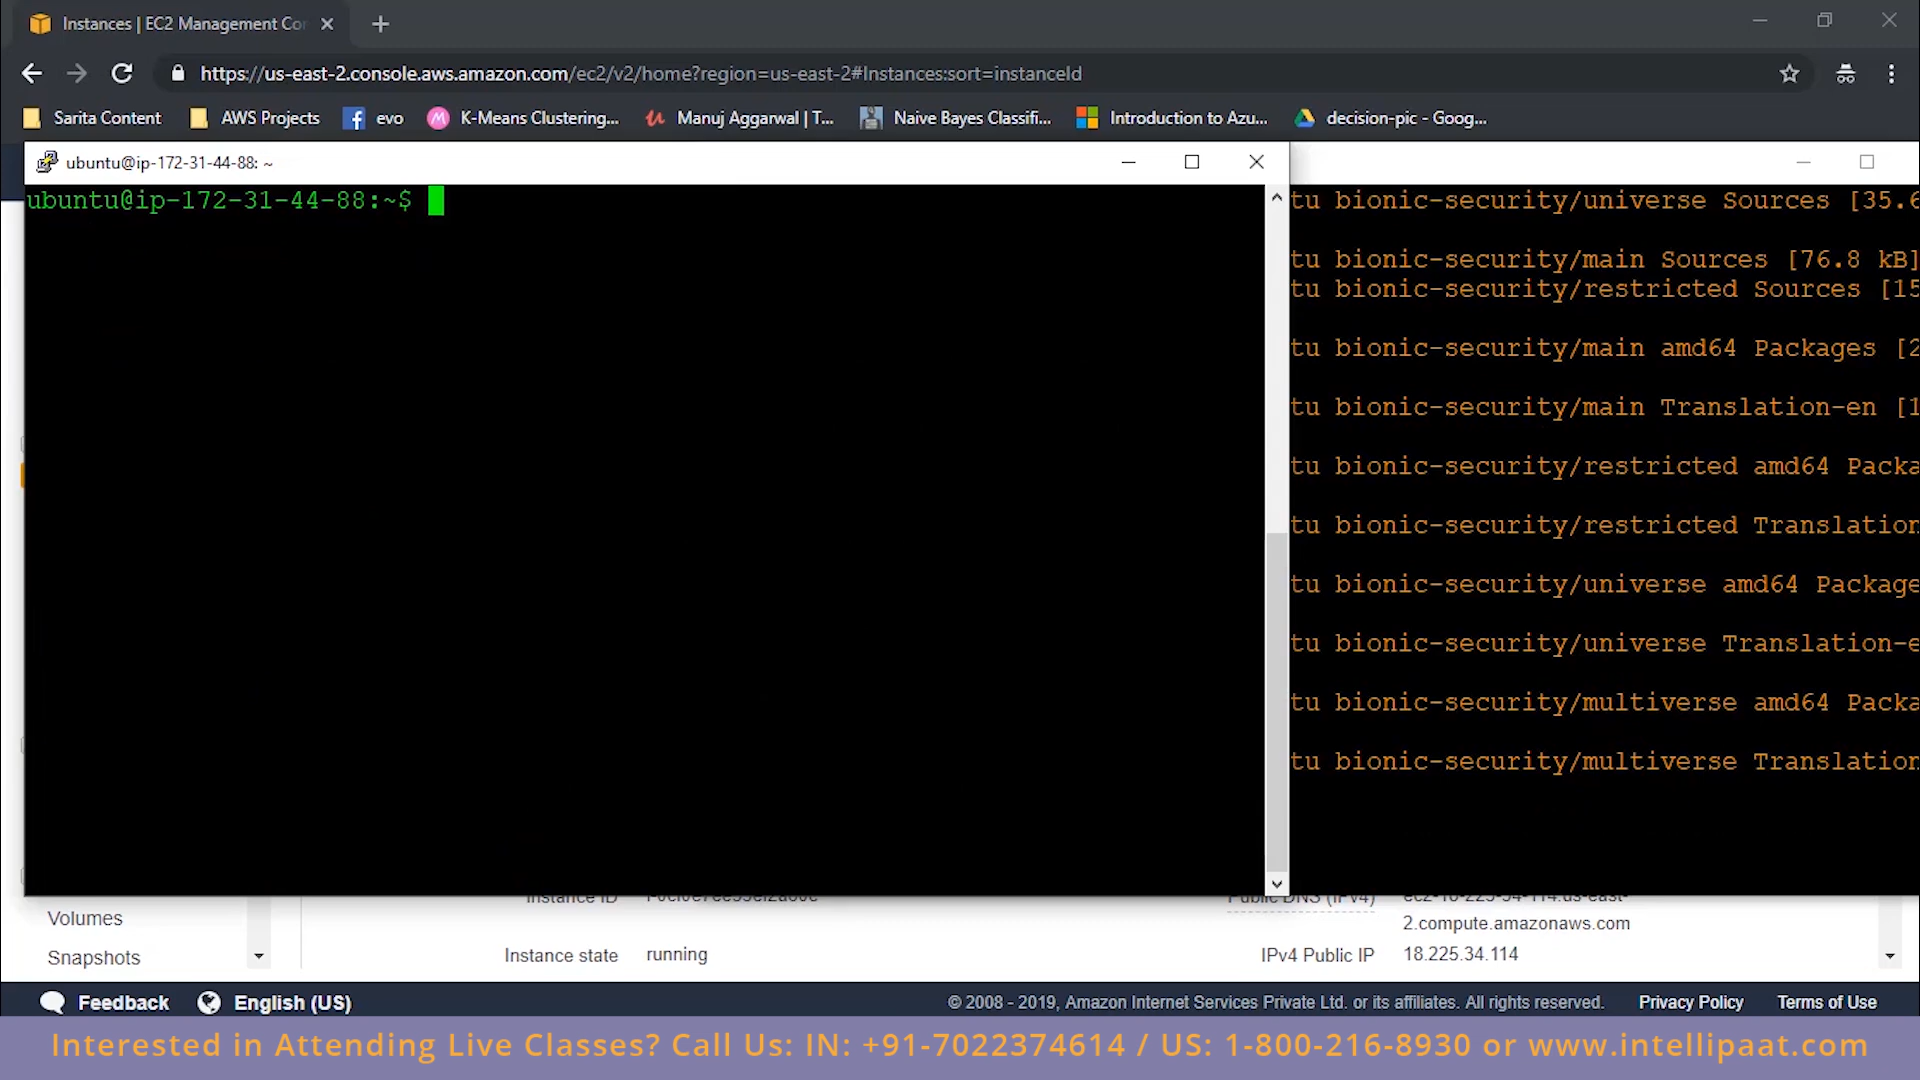 Instances | EC2 Management Co
https://us-east-2.console.aws.amazon.com/ec2/v2/home?region=us-east-2#Instances:sort=instanceId
Sarita Content AWS Projects evo K-Means Clustering... Manuj Aggarwal | T... Naive Bayes Classifi... Introduction to Azu... decision-pic - Goog...
ubuntu@ip-172-31-44-88: ~
ubuntu@ip-172-31-44-88:~$
tu bionic-security/universe Sources [35.6
tu bionic-security/main Sources [76.8 kB]
tu bionic-security/restricted Sources [15
tu bionic-security/main amd64 Packages [2
tu bionic-security/main Translation-en [1
tu bionic-security/restricted amd64 Packa
tu bionic-security/restricted Translation
tu bionic-security/universe amd64 Package
tu bionic-security/universe Translation-e
tu bionic-security/multiverse amd64 Packa
tu bionic-security/multiverse Translation
Instance ID Public DNS (IPv4)
Volumes 2.compute.amazonaws.com
Snapshots Instance state running IPv4 Public IP 18.225.34.114
Feedback English (US) © 2008 - 2019, Amazon Internet Services Private Ltd. or its affiliates. All rights reserved. Privacy Policy Terms of Use
Interested in Attending Live Classes? Call Us: IN: +91-7022374614 / US: 1-800-216-8930 or www.intellipaat.com